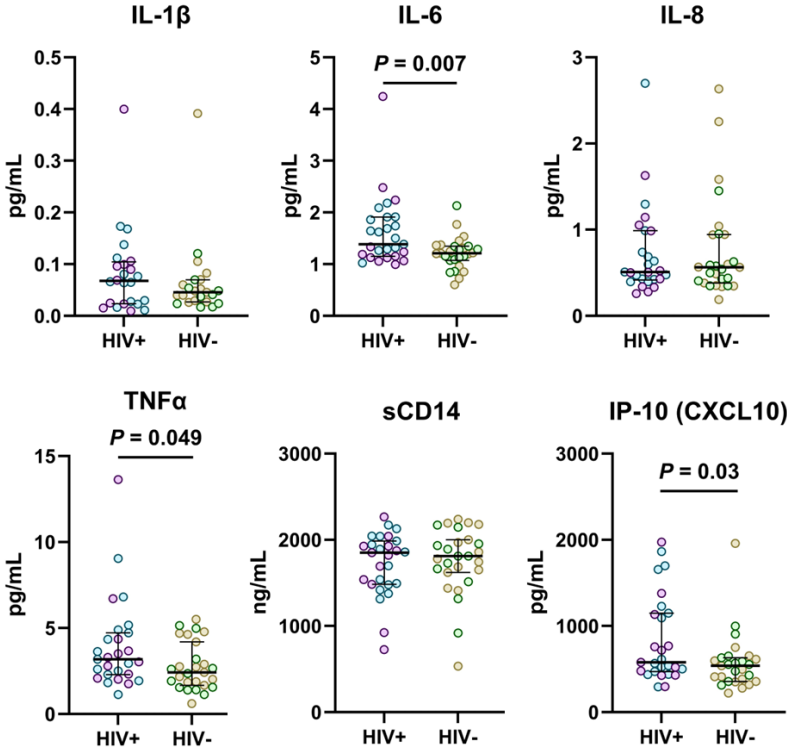 IL-1β
IL-6
IL-8
P = 0.007
pg/mL
0.5
0.4
0.3
0.2
0.1
0.0
HIV+
HIV-
pg/mL
5
4
3
2
1
0
HIV+
HIV-
pg/mL
3
2
1
0
HIV+
HIV-
TNFα
sCD14
IP-10 (CXCL10)
P = 0.049
P = 0.03
pg/mL
15
10
5
0
HIV+
HIV-
ng/mL
3000
2000
1000
0
HIV+
HIV-
pg/mL
3000
2000
1000
0
HIV+
HIV-